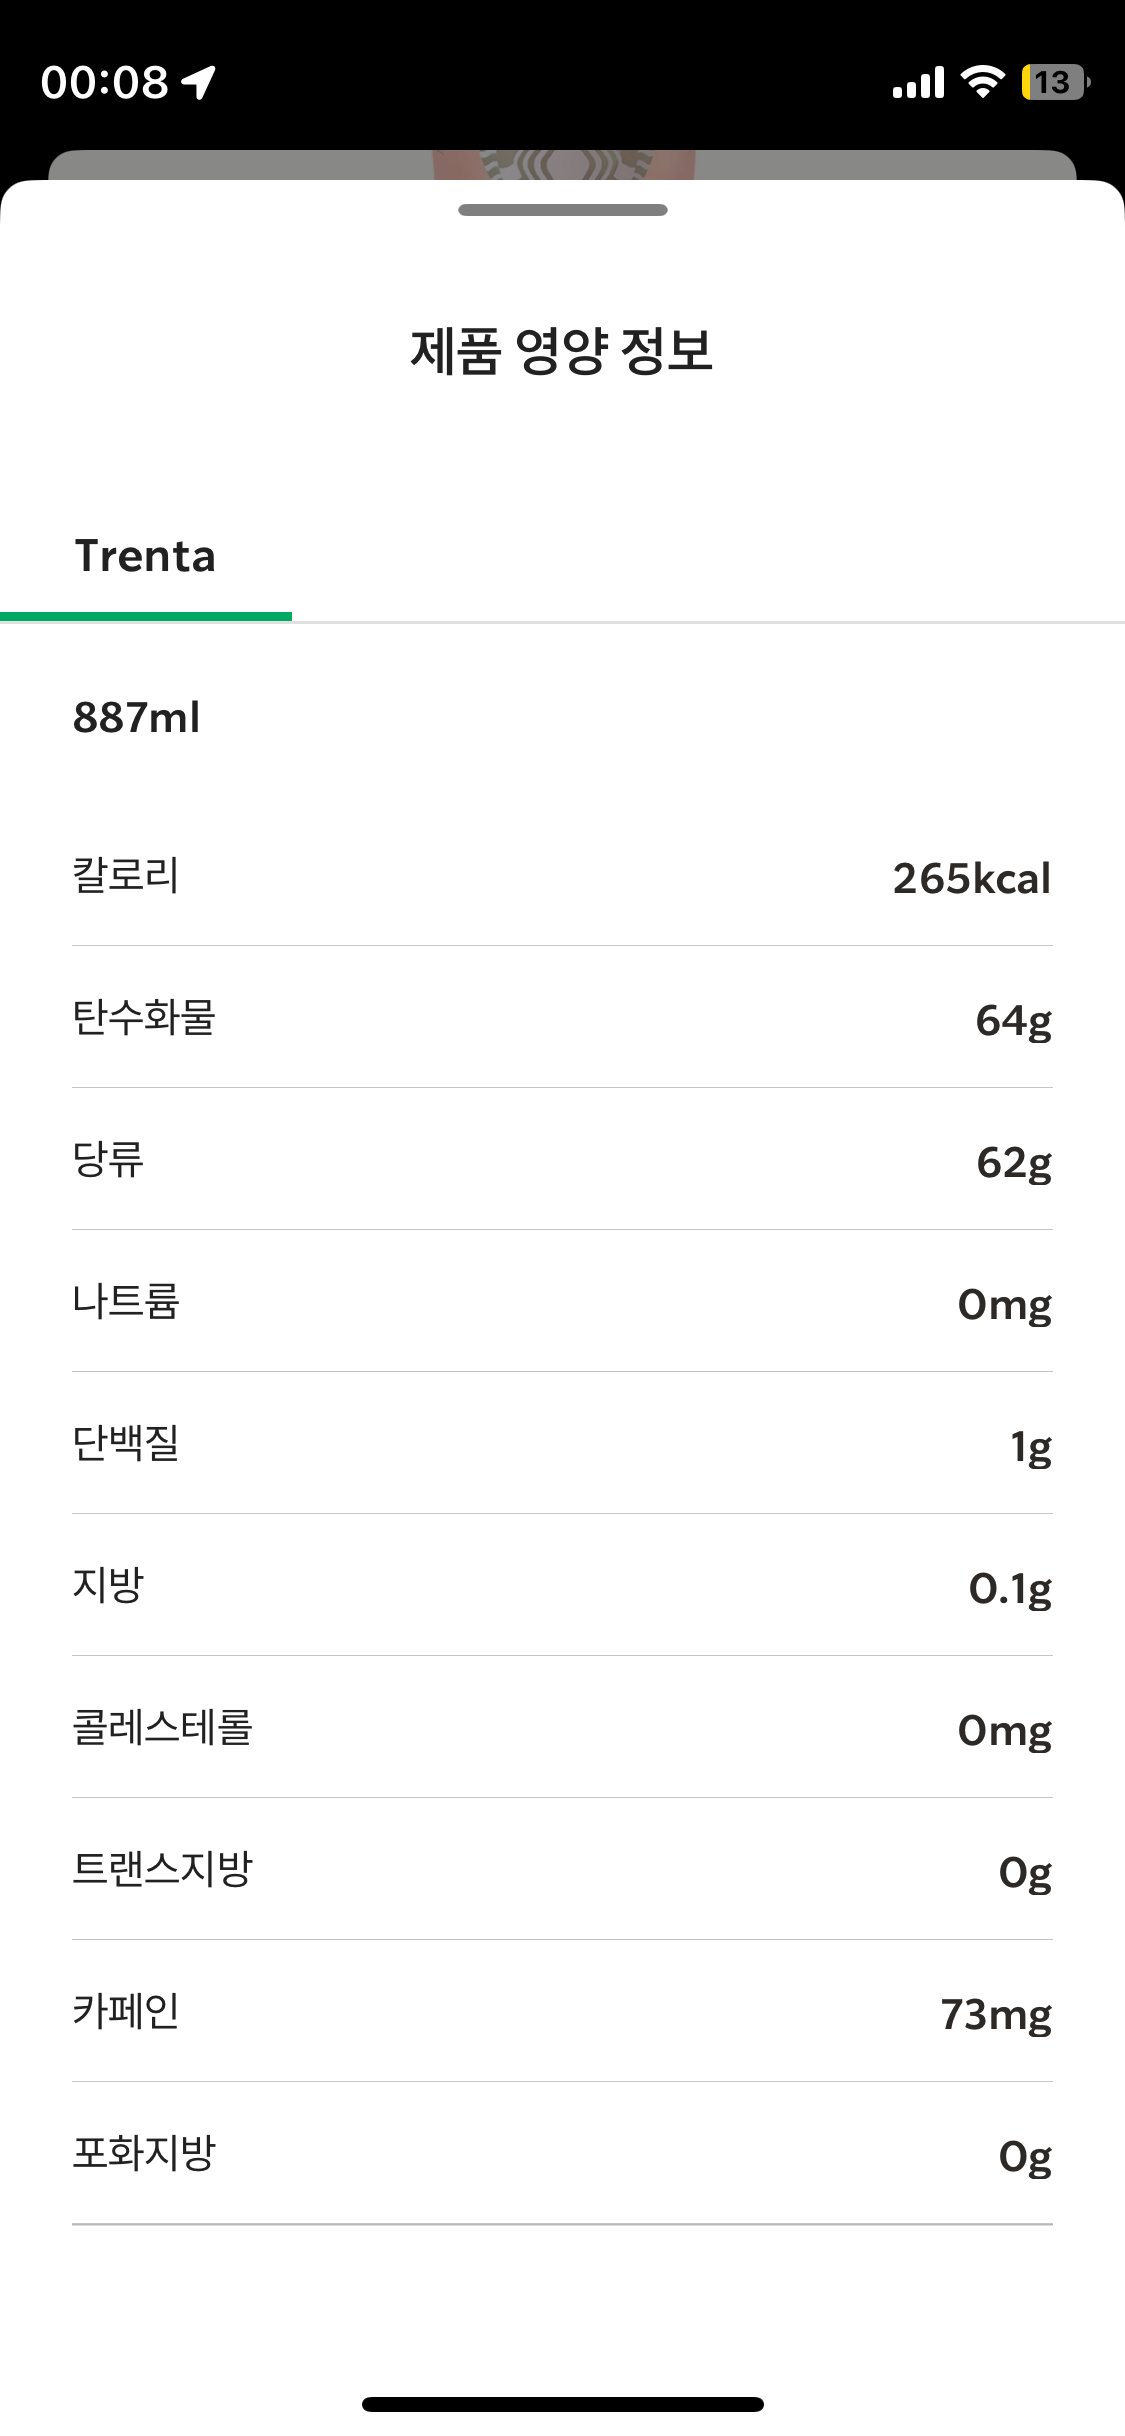 00:08
13
제품 영양 정보
Trenta
887ml
칼로리 265kcal
탄수화물 64g
당류 62g
나트륨 0mg
단백질 1g
지방 0.1g
콜레스테롤 0mg
트랜스지방 0g
카페인 73mg
포화지방 0g